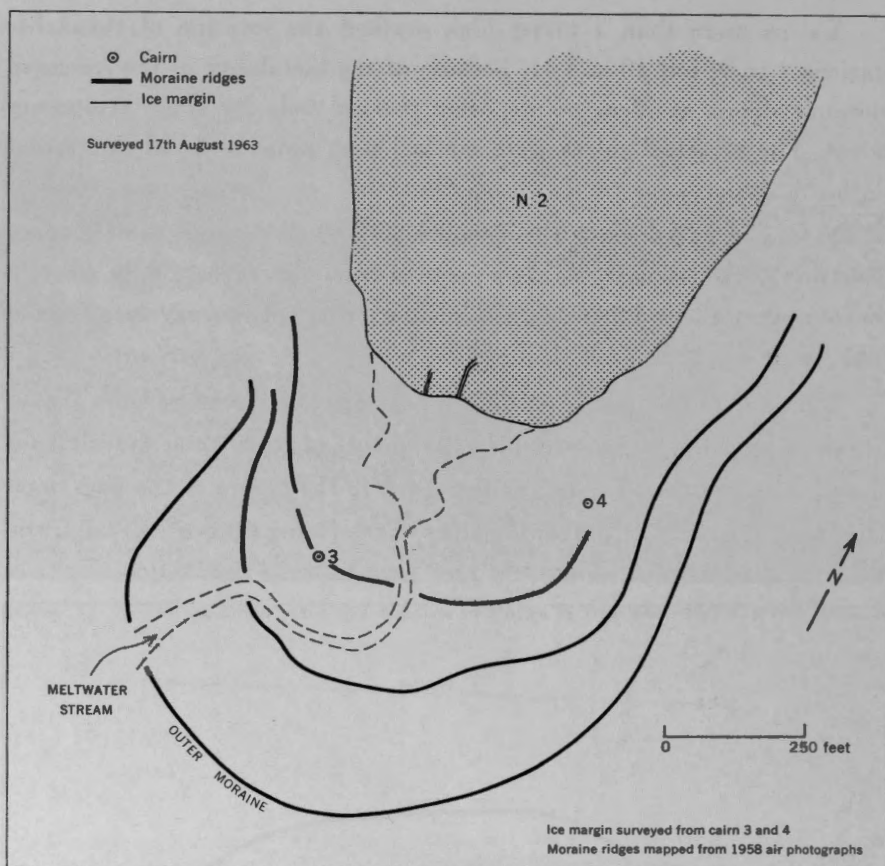 Cairn
Moraine ridges
Ice margin
Surveyed 17th August 1963
N 2
4
3
N
MELTWATER
STREAM
OUTER MORAINE
0 250 feet
Ice margin surveyed from cairn 3 and 4
Moraine ridges mapped from 1958 air photographs